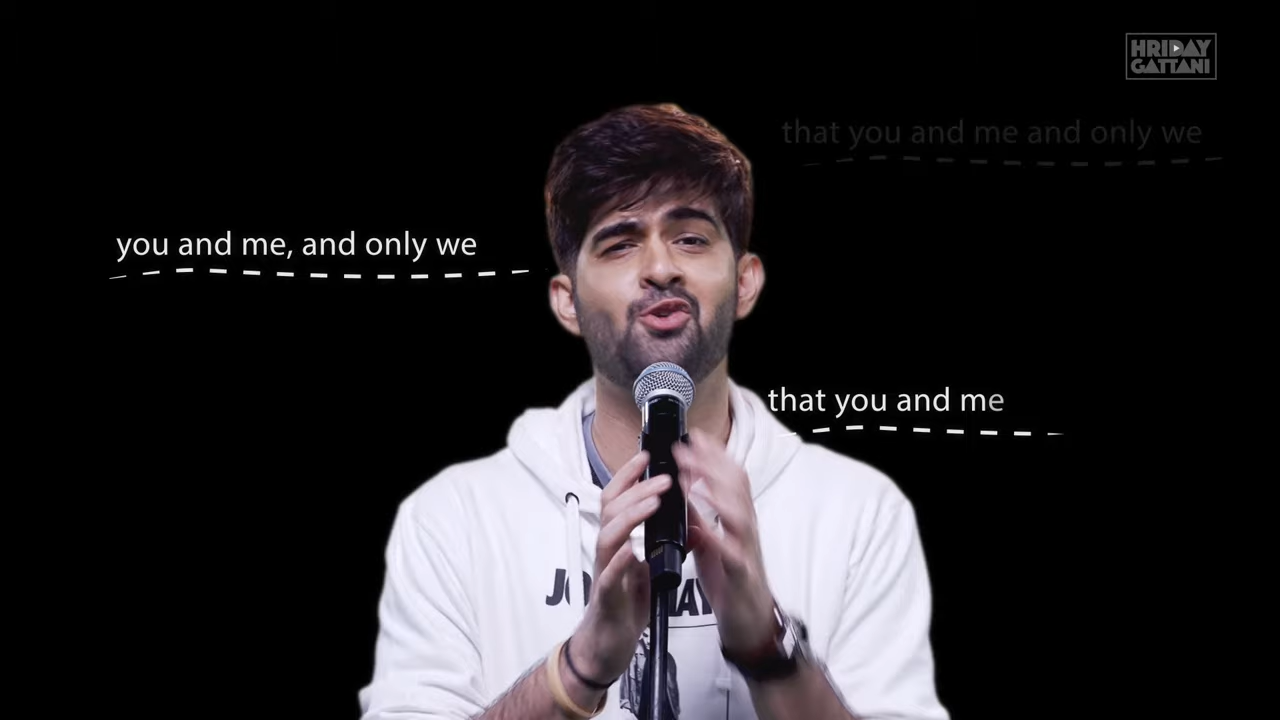 HRIDAY
GATTANI
that you and me and only we
you and me, and only we
that you and me